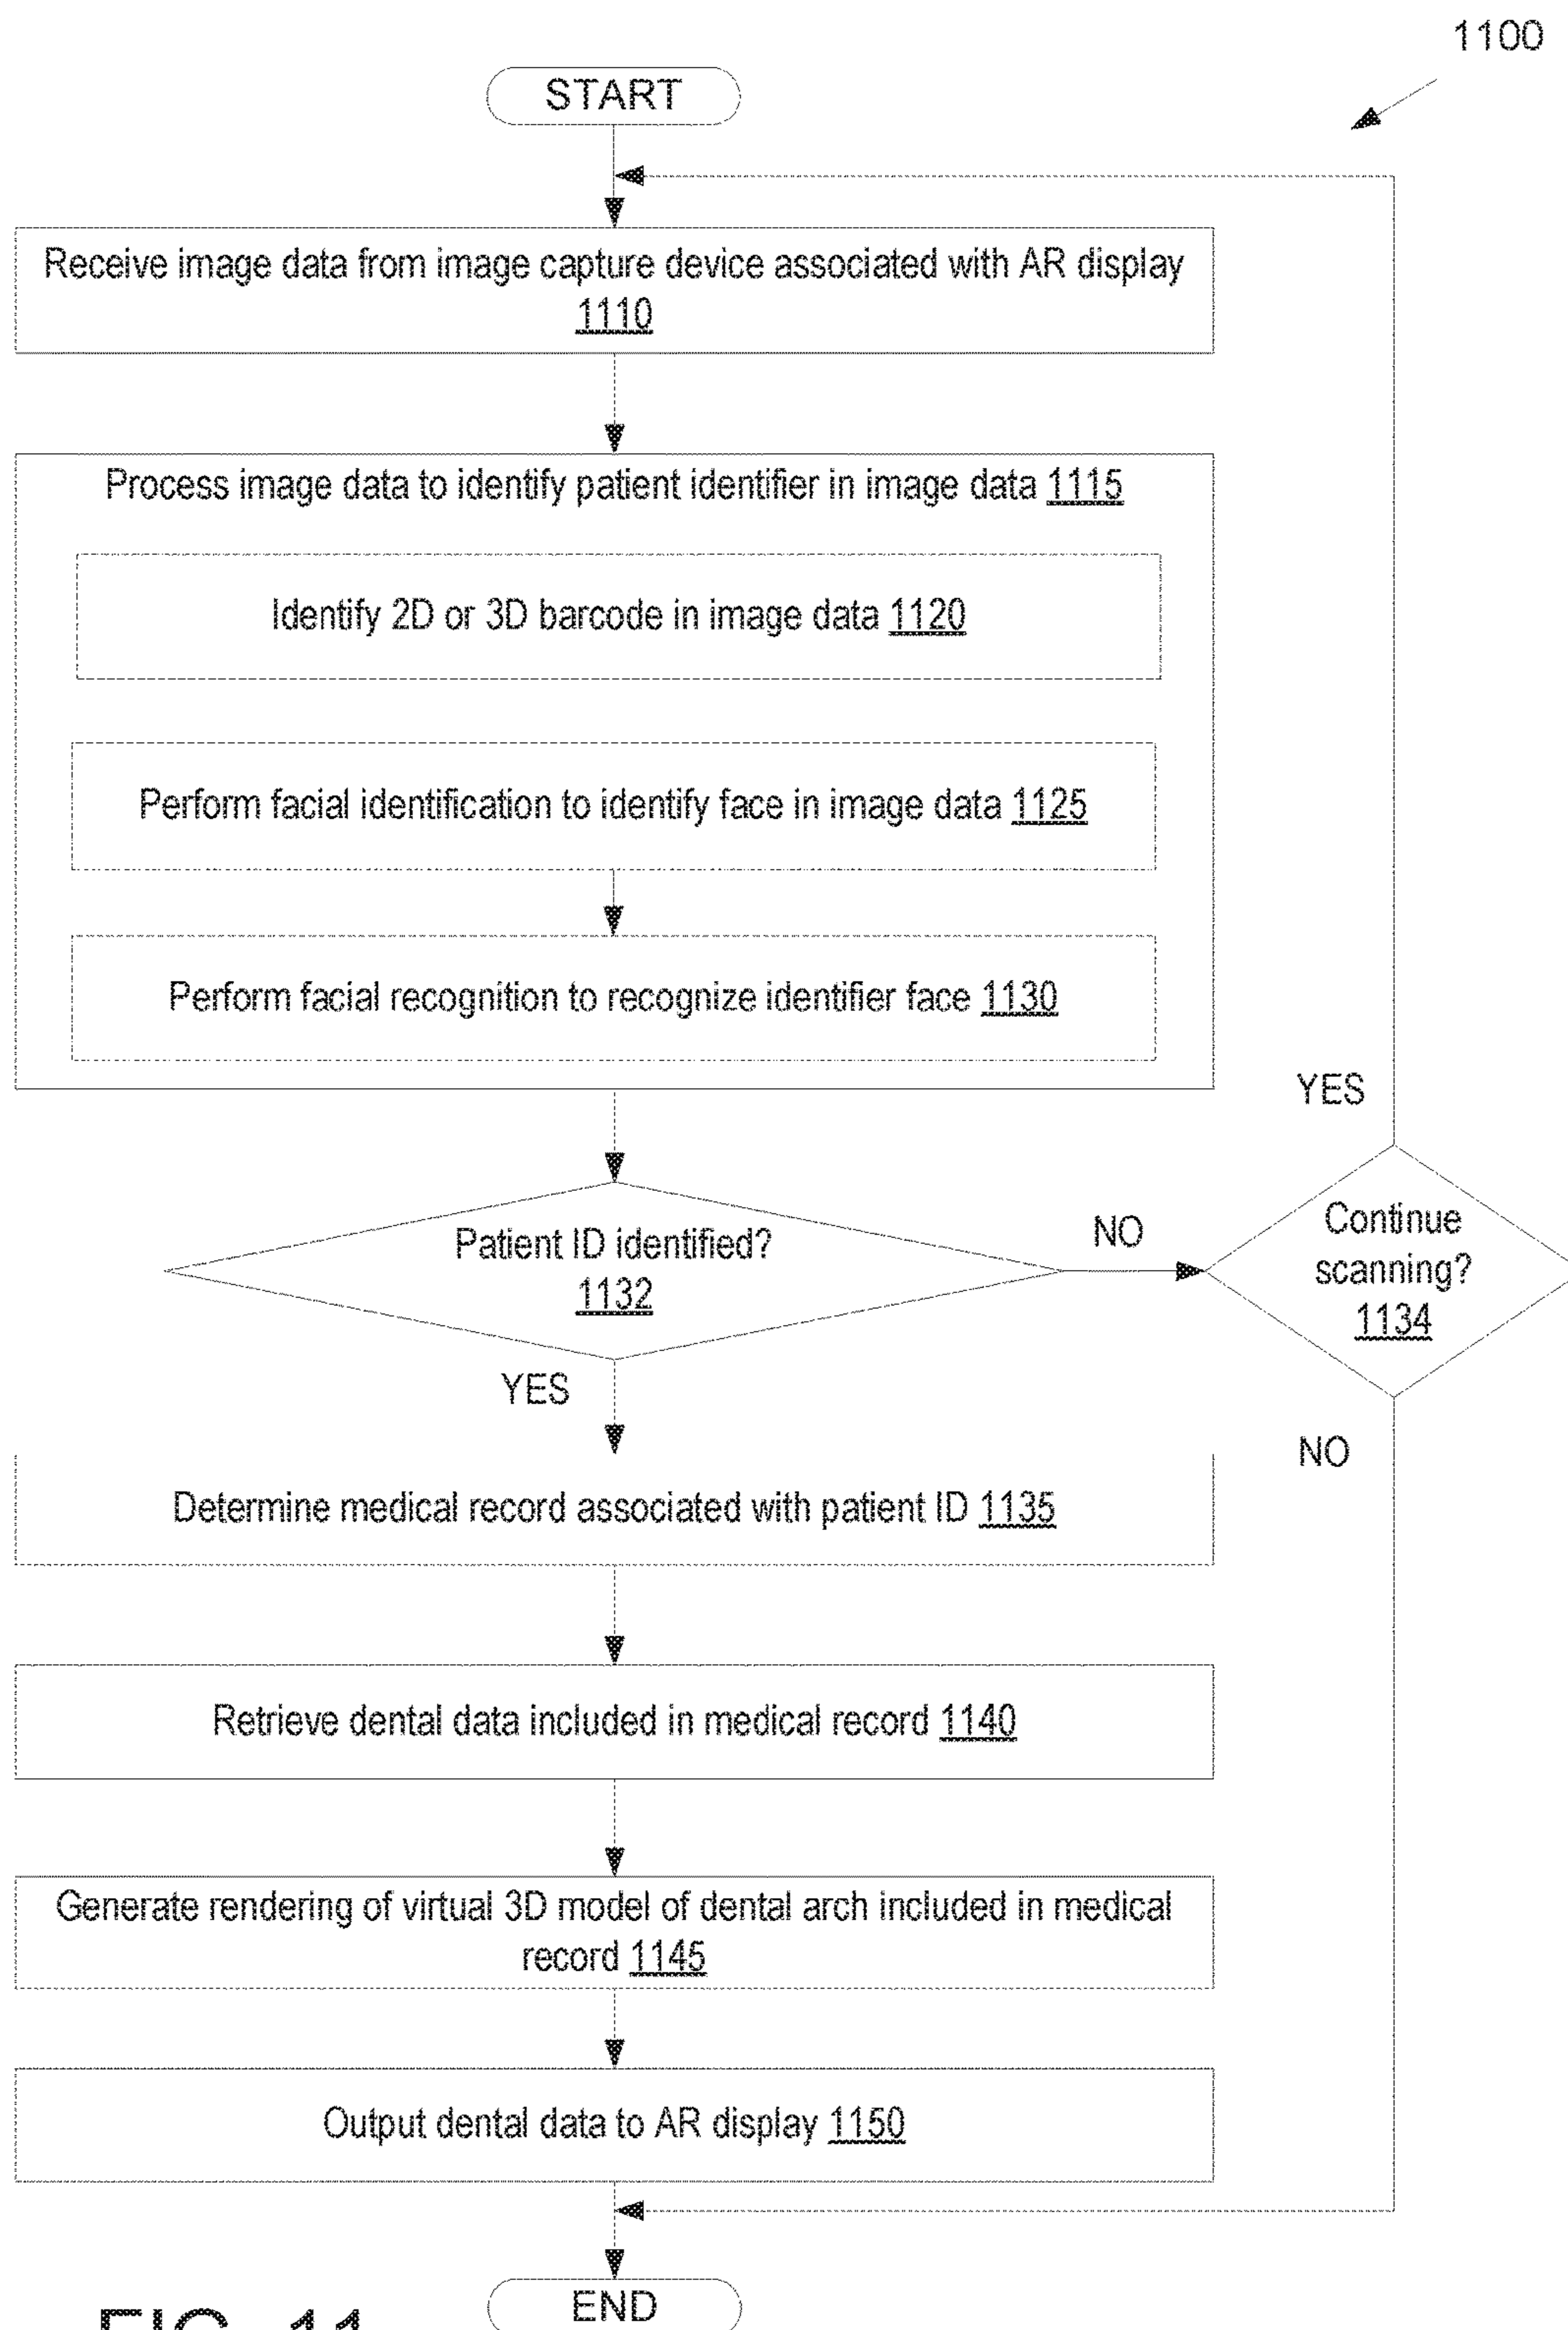 1100
START
Receive image data from image capture device associated with AR display
1110
Process image data to identify patient identifier in image data 1115
Identify 2D or 3D barcode in image data 1120
Perform facial identification to identify face in image data 1125
Perform facial recognition to recognize identifier face 1130
YES
Patient ID identified?
1132
NO
Continue
scanning?
1134
YES
NO
Determine medical record associated with patient ID 1135
Retrieve dental data included in medical record 1140
Generate rendering of virtual 3D model of dental arch included in medical
record 1145
Output dental data to AR display 1150
END
FIG. 11